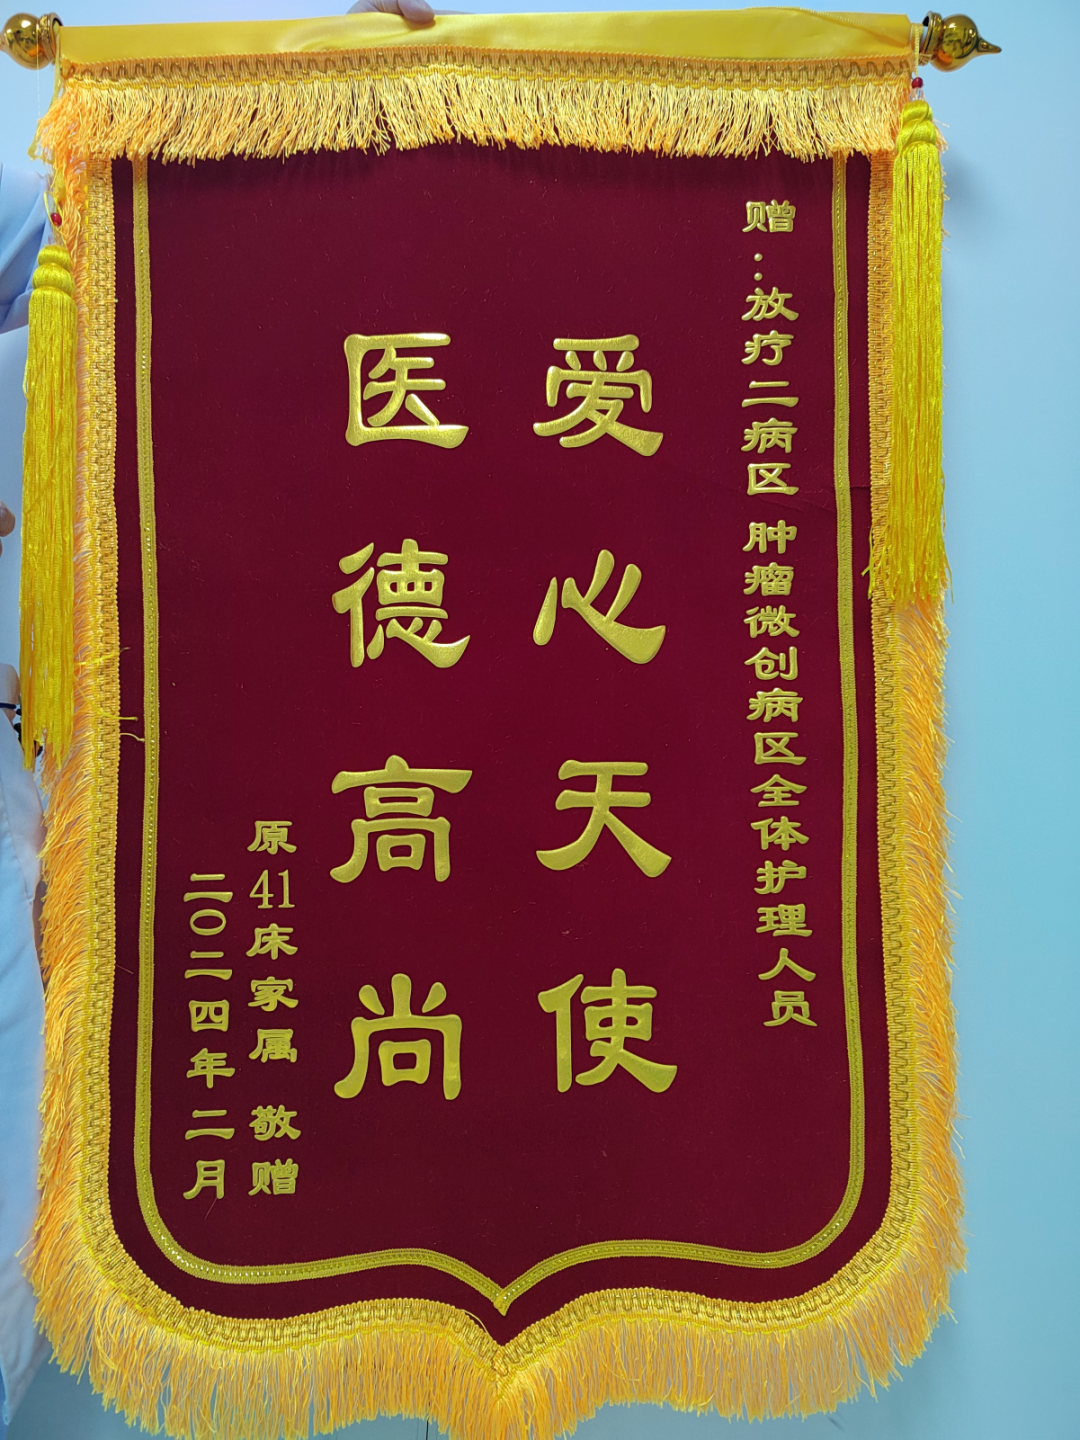 赠：放疗二病区 肿瘤微创病区全体护理人员
爱心天使
医德高尚
原41床家属 敬赠
二〇二四年二月